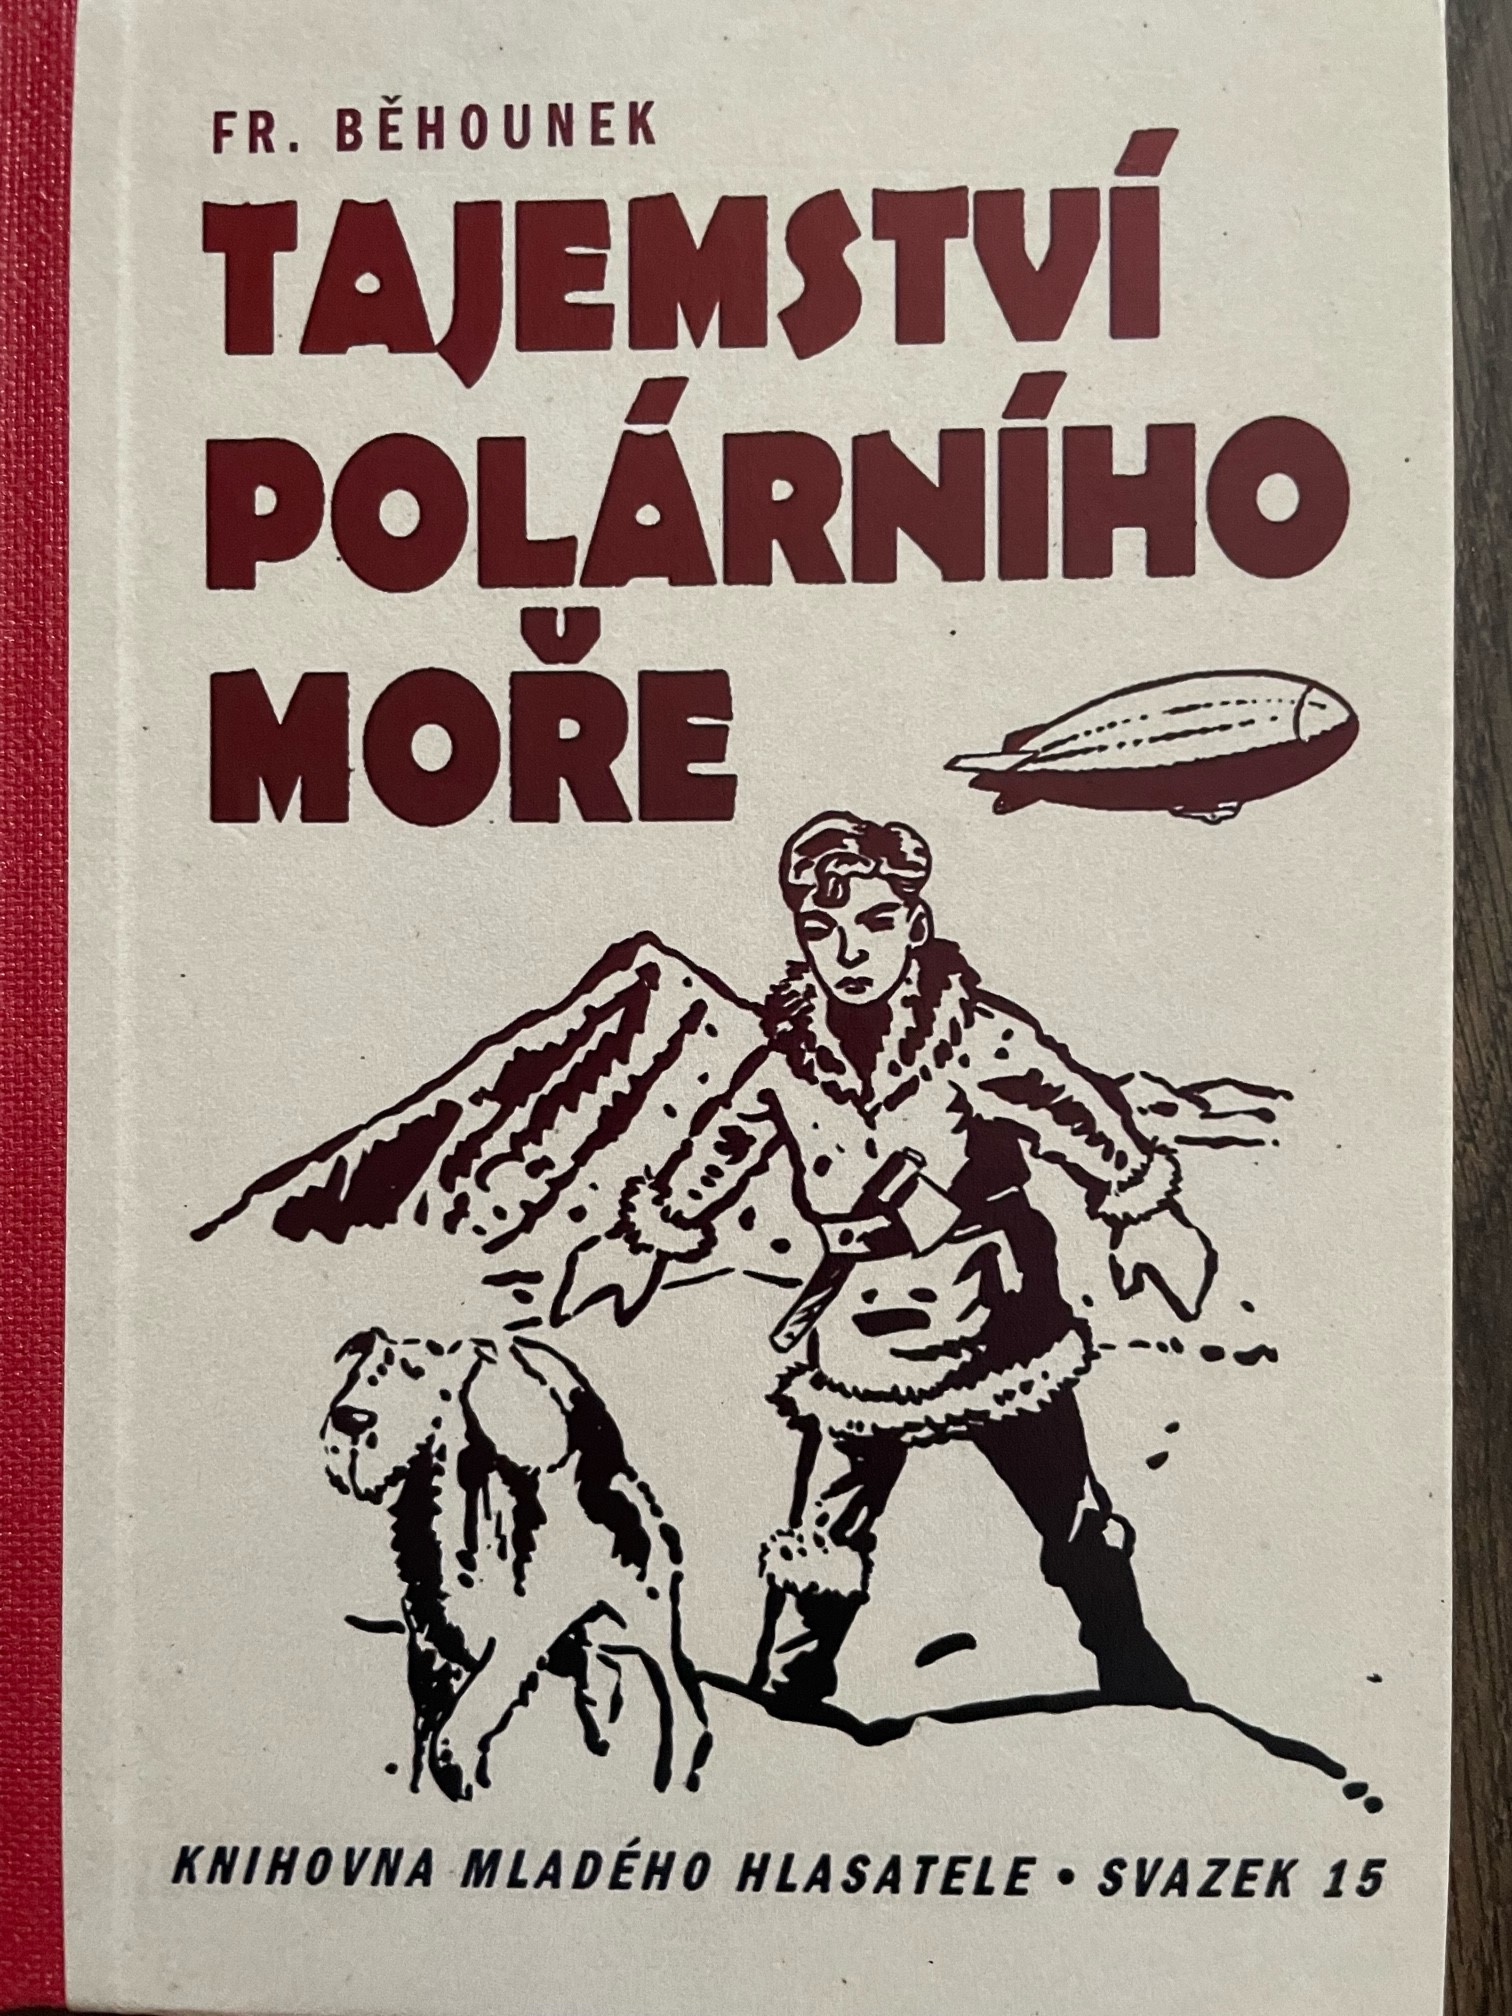 FR. BĚHOUNEK
TAJEMSTVÍ
POLÁRNÍHO
MOŘE
KNIHOVNA MLADÉHO HLASATELE • SVAZEK 15